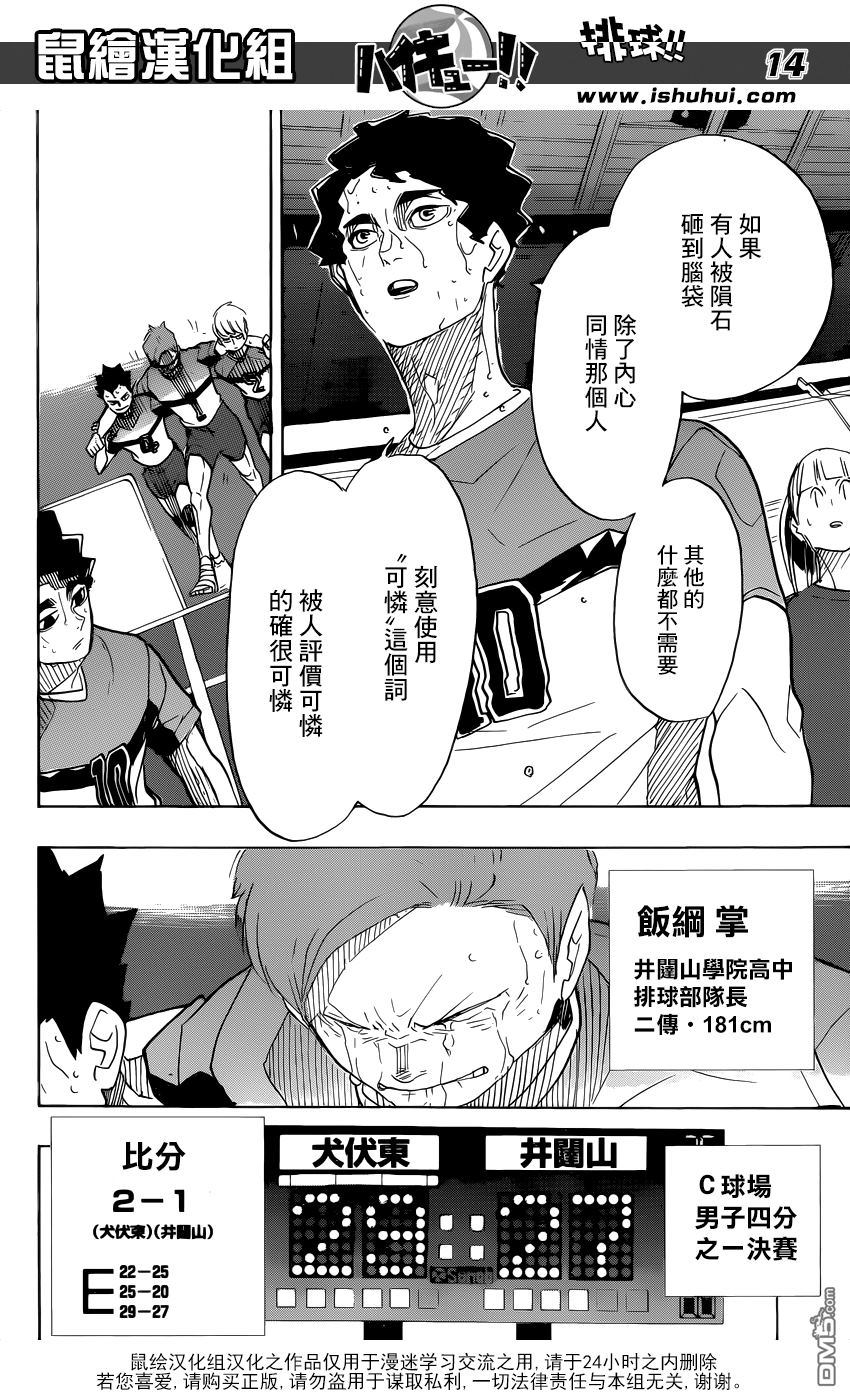 鼠繪漢化組
ハイキュー!!
排球!!
14
www.ishuhui.com
如果
有人被隕石
砸到腦袋
除了內心
同情那個人
其他的
什麼都不需要
刻意使用
"可憐"這個詞
被人評價可憐
的確很可憐
10
10
飯綱 掌
井闥山學院高中
排球部隊長
二傳・181cm
比分
2－1
(犬伏東)(井闥山)
E
22－25
25－20
29－27
犬伏東
井闥山
29
27
C球場
男子四分
之一決賽
DM5.com
鼠绘汉化组汉化之作品仅用于漫迷学习交流之用, 请于24小时之内删除
若您喜爱, 请购买正版, 请勿盗用于谋取私利, 一切法律责任与本组无关, 谢谢。